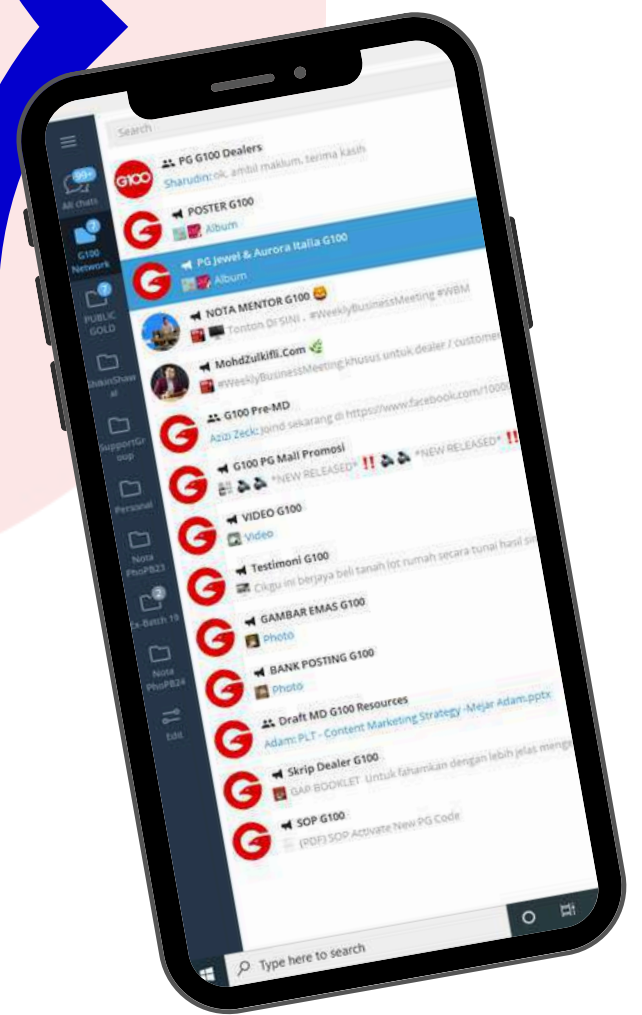 Search
99+
All chats
7
G100
Network
7
PUBLIC
GOLD
ShikinShaw
al
SupportGr
oup
Personal
Nota
PhoPB23
2
Ex-Batch 19
Nota
PhoPB24
Edit
G100
PG G100 Dealers
Sharudin: ok, ambil maklum, terima kasih
POSTER G100
Album
PG Jewel & Aurora Italia G100
Album
NOTA MENTOR G100 😄
Tonton Di SINI , #WeeklyBusinessMeeting #WBM
MohdZulkifli.Com 🌿
#WeeklyBusinessMeeting khusus untuk dealer / customer
G100 Pre-MD
Azizi Zeck: joind sekarang di https://www.facebook.com/1000
G100 PG Mall Promosi
🔊 🔊 *NEW RELEASED* ‼️ 🔊 🔊 *NEW RELEASED* ‼️
VIDEO G100
Video
Testimoni G100
Cikgu ini berjaya beli tanah lot rumah secara tunai hasil
GAMBAR EMAS G100
Photo
BANK POSTING G100
Photo
Draft MD G100 Resources
Adam: PLT - Content Marketing Strategy -Mejar Adam.pptx
Skrip Dealer G100
GAP BOOKLET Untuk fahamkan dengan lebih jelas
SOP G100
(PDF) SOP Activate New PG Code
Type here to search